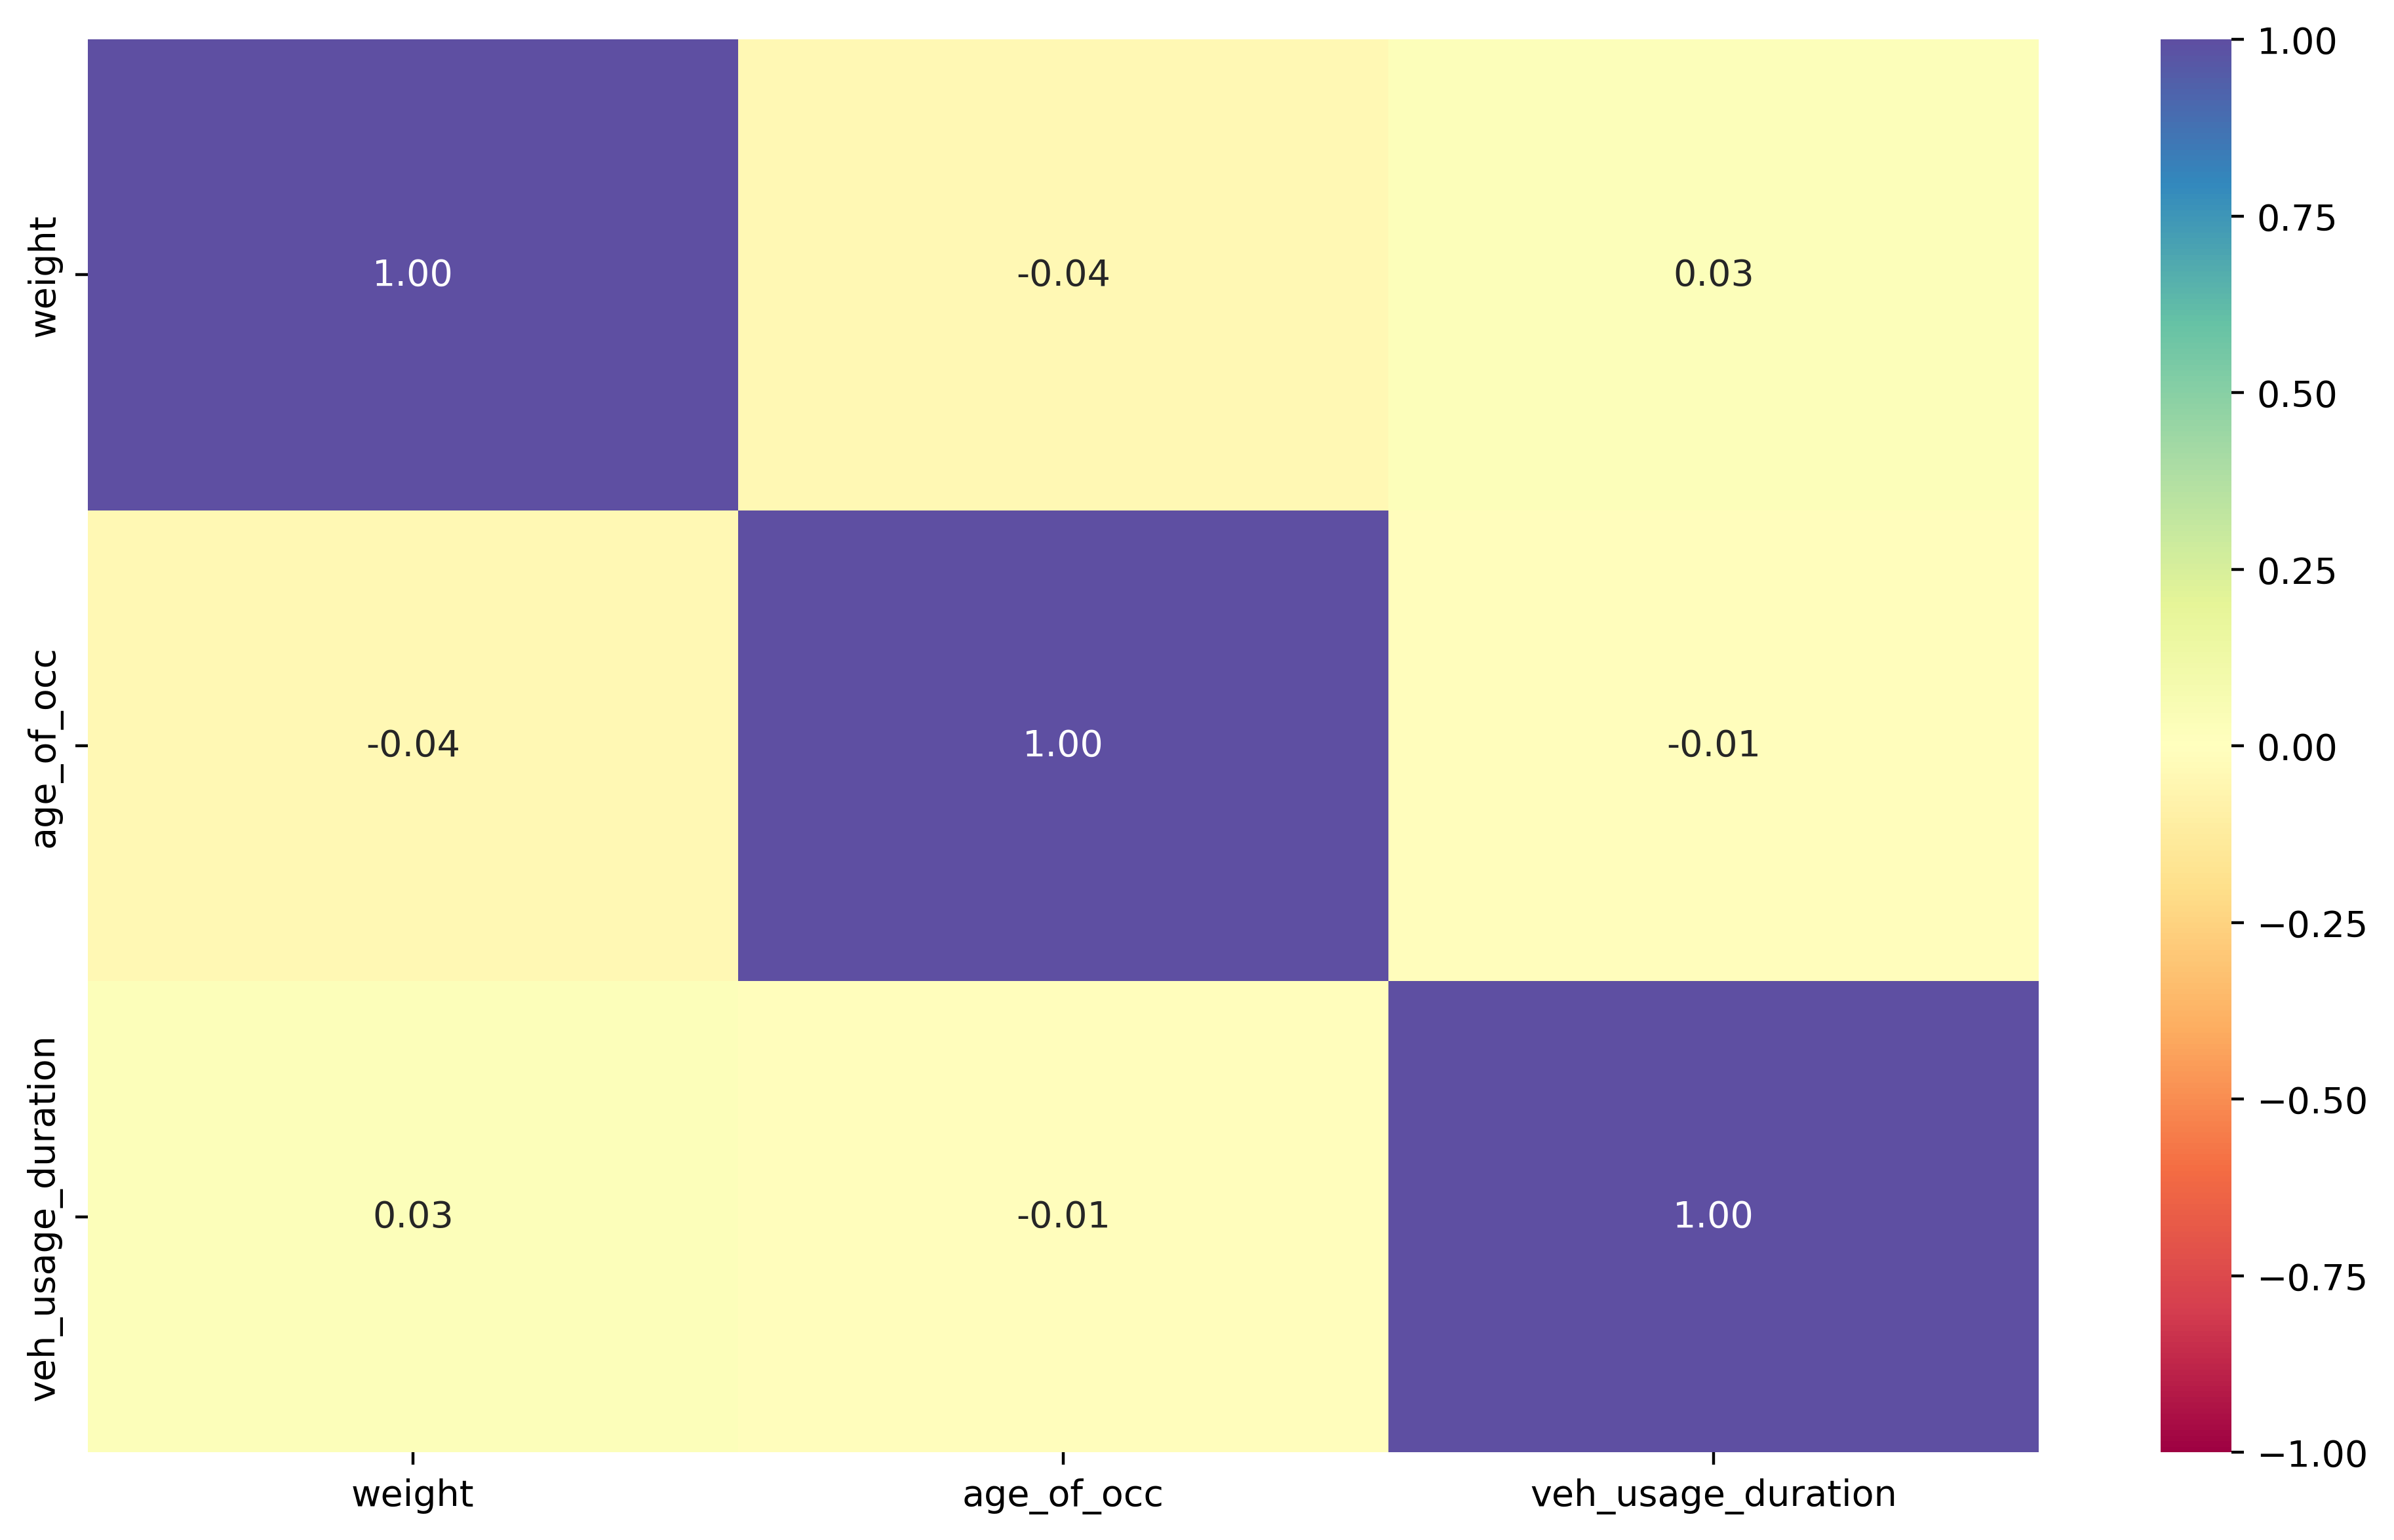 weight
1.00 -0.04 0.03
age_of_occ
-0.04 1.00 -0.01
veh_usage_duration
0.03 -0.01 1.00
weight age_of_occ veh_usage_duration
1.00
0.75
0.50
0.25
0.00
−0.25
−0.50
−0.75
−1.00